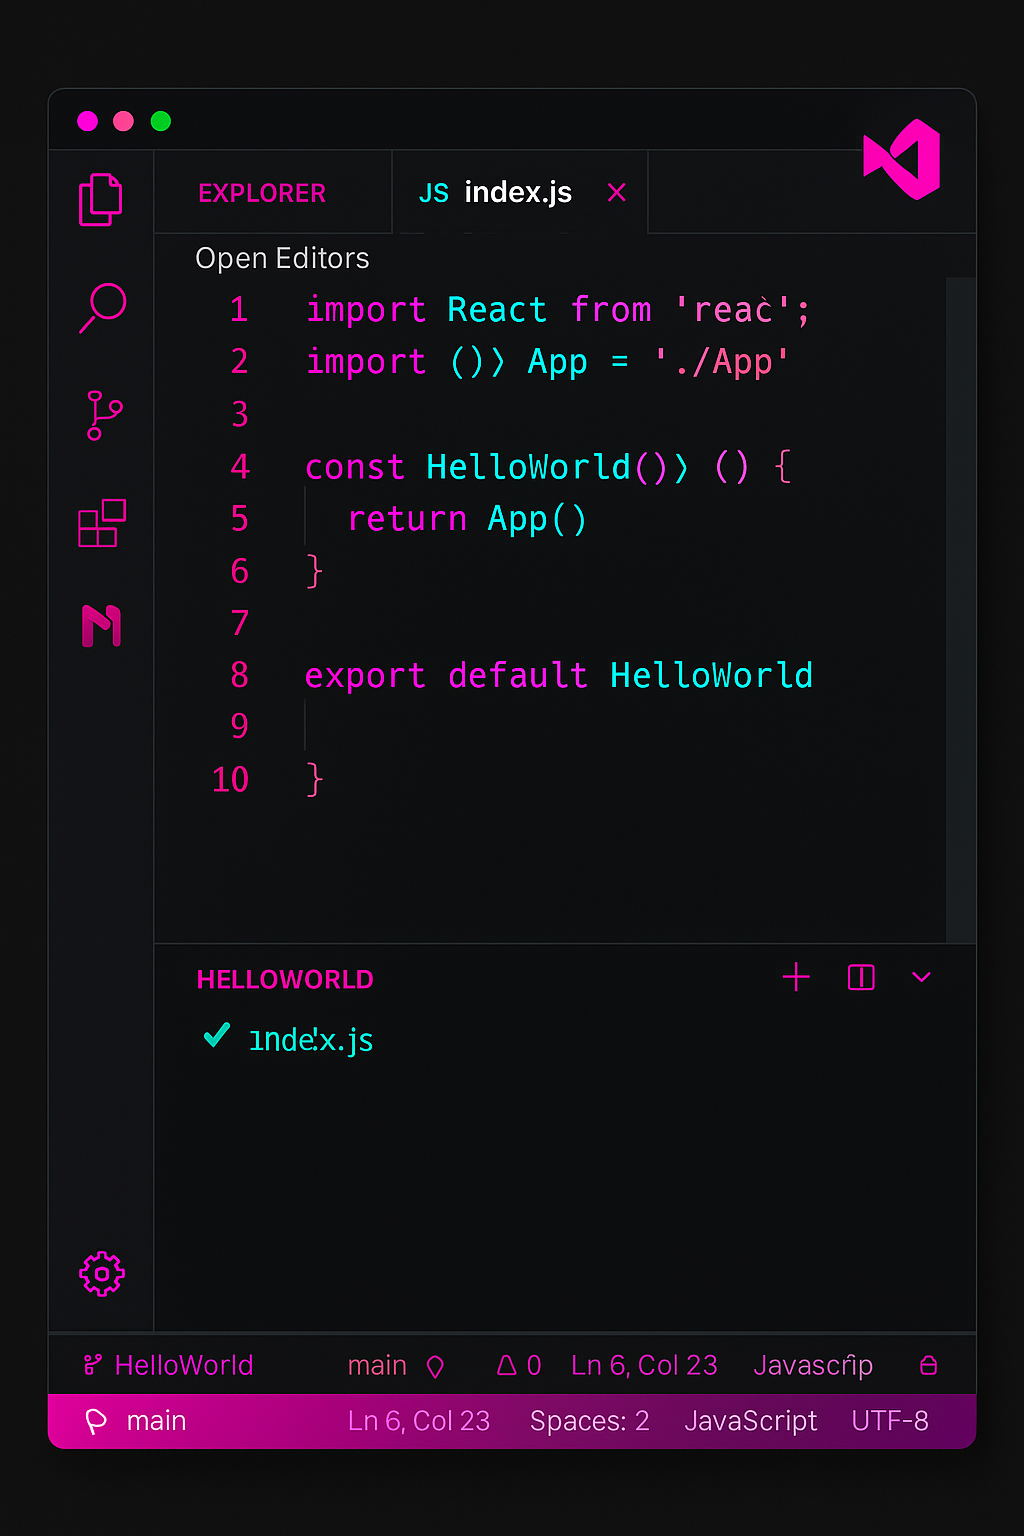 EXPLORER
JS index.js ×
Open Editors
1 import React from 'reac̀';
2 import ()⟩ App = './App'
3
4 const HelloWorld()⟩ () {
5 return App()
6 }
7
8 export default HelloWorld
9
10 }
HELLOWORLD
✔ ınde!x.js
HelloWorld main 0 Ln 6, Col 23 Javascrip
main Ln 6, Col 23 Spaces: 2 JavaScript UTF-8